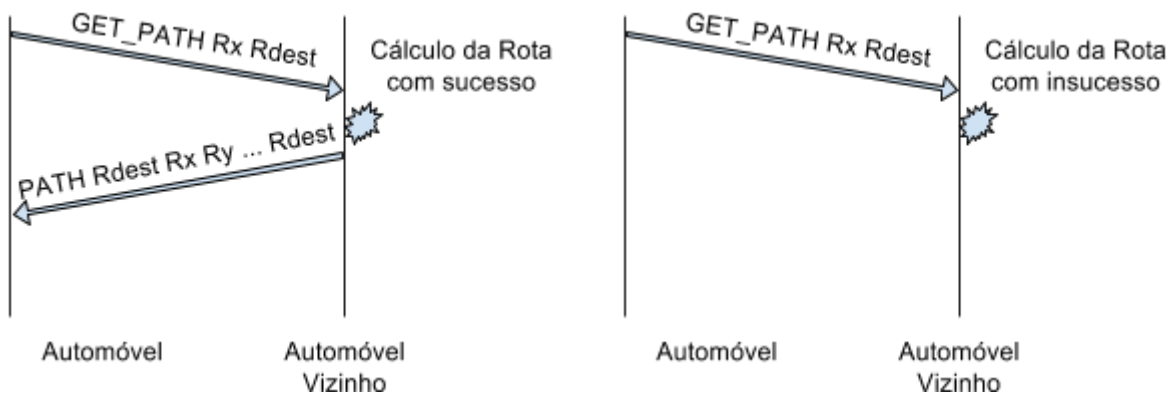 GET_PATH Rx Rdest
Cálculo da Rota
com sucesso
PATH Rdest Rx Ry ... Rdest
Automóvel
Automóvel
Vizinho
GET_PATH Rx Rdest
Cálculo da Rota
com insucesso
Automóvel
Automóvel
Vizinho